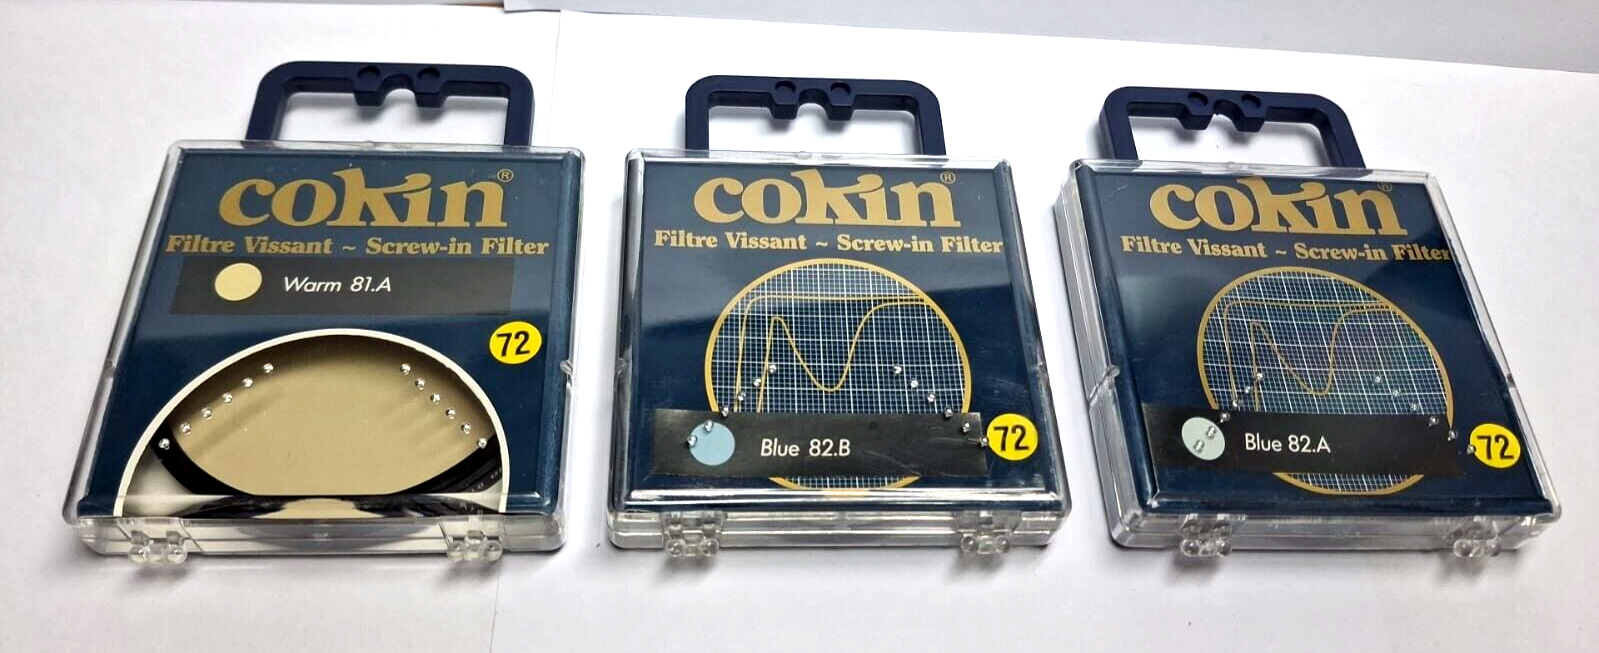 cokin®
Filtre Vissant ~ Screw-in Filter
Warm 81.A
72
cokin®
Filtre Vissant ~ Screw-in Filter
Blue 82.B
72
cokin®
Filtre Vissant ~ Screw-in Filter
Blue 82.A
72